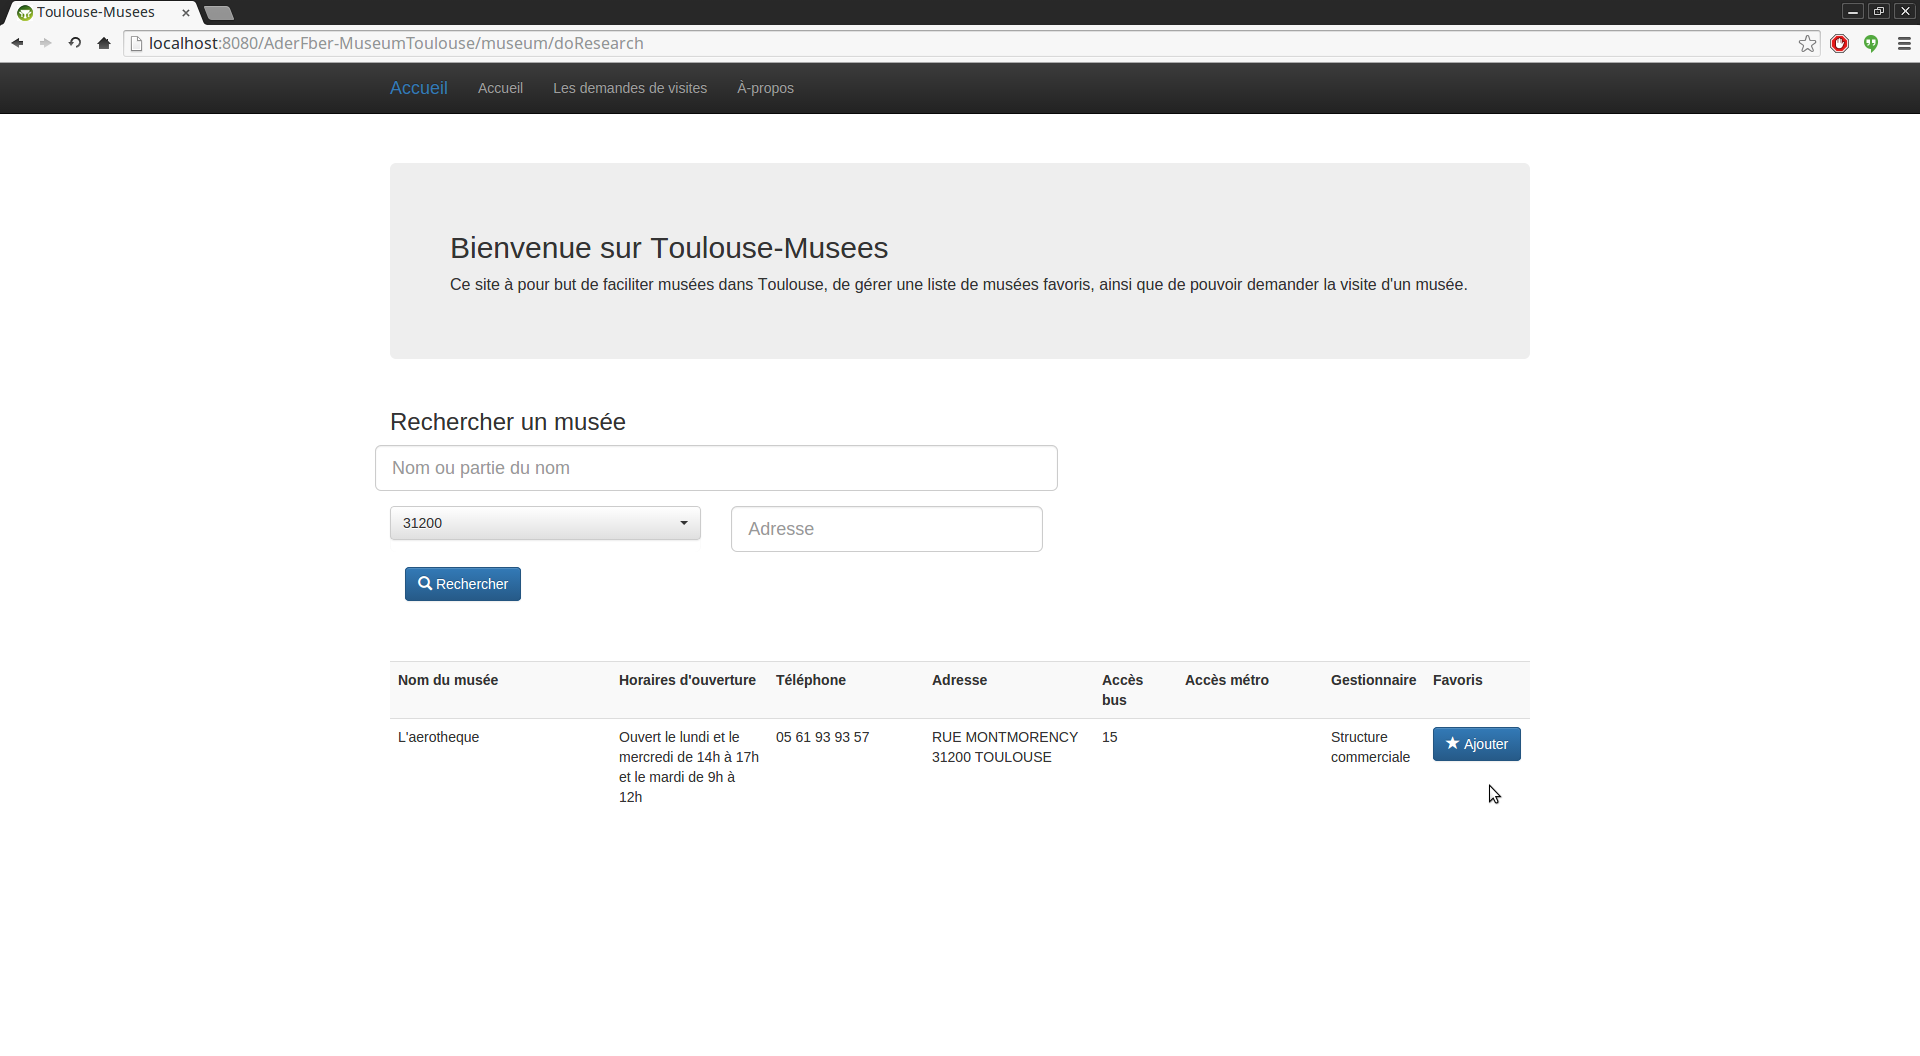 Toulouse-Musees
localhost:8080/AderFber-MuseumToulouse/museum/doResearch
Accueil Accueil Les demandes de visites À-propos
Bienvenue sur Toulouse-Musees
Ce site à pour but de faciliter musées dans Toulouse, de gérer une liste de musées favoris, ainsi que de pouvoir demander la visite d'un musée.
Rechercher un musée
Nom ou partie du nom
31200 Adresse
Rechercher
Nom du musée Horaires d'ouverture Téléphone Adresse Accès Accès métro Gestionnaire Favoris
bus
L'aerotheque Ouvert le lundi et le 05 61 93 93 57 RUE MONTMORENCY 15 Structure Ajouter
mercredi de 14h à 17h 31200 TOULOUSE commerciale
et le mardi de 9h à
12h